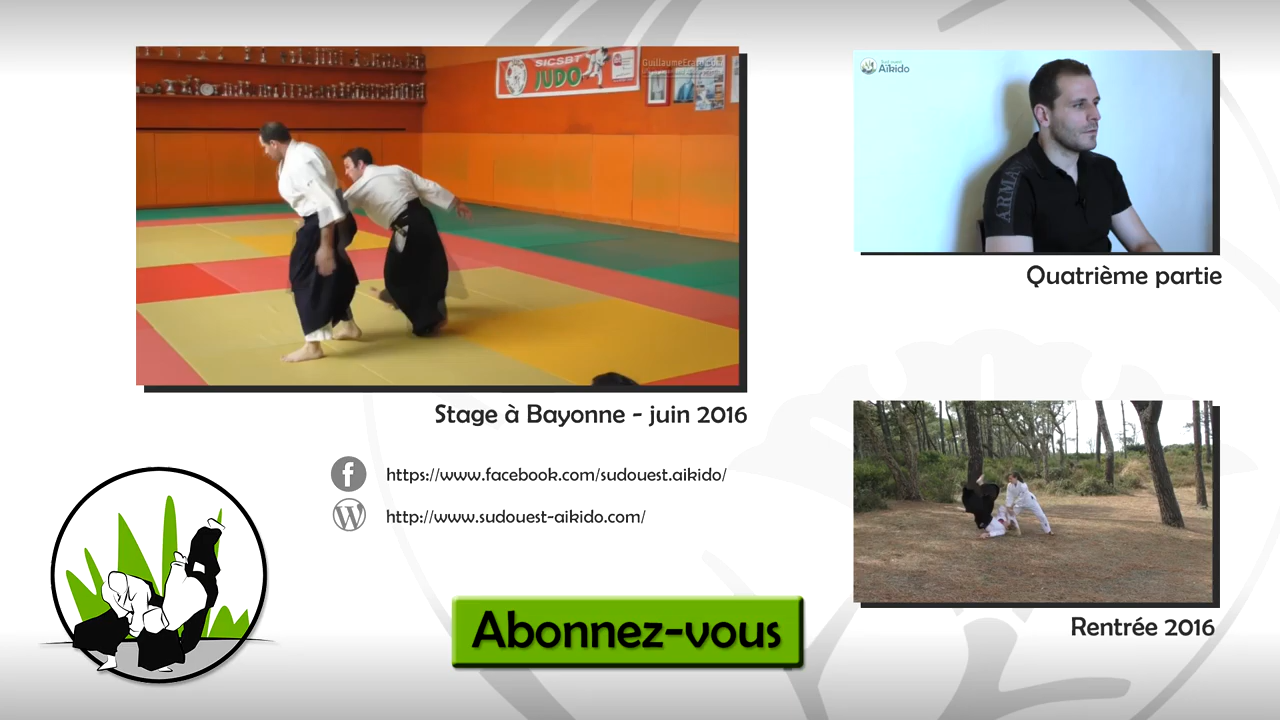 SICSBT
JUDO
Aïkido
ARMA
Quatrième partie
Stage à Bayonne - juin 2016
https://www.facebook.com/sudouest.aikido/
http://www.sudouest-aikido.com/
Abonnez-vous
Rentrée 2016